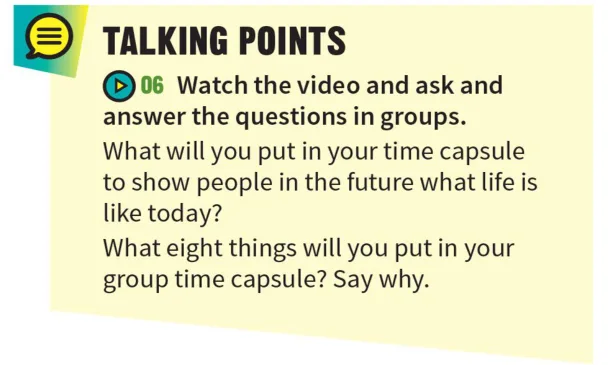 TALKING POINTS
06 Watch the video and ask and
answer the questions in groups.
What will you put in your time capsule
to show people in the future what life is
like today?
What eight things will you put in your
group time capsule? Say why.